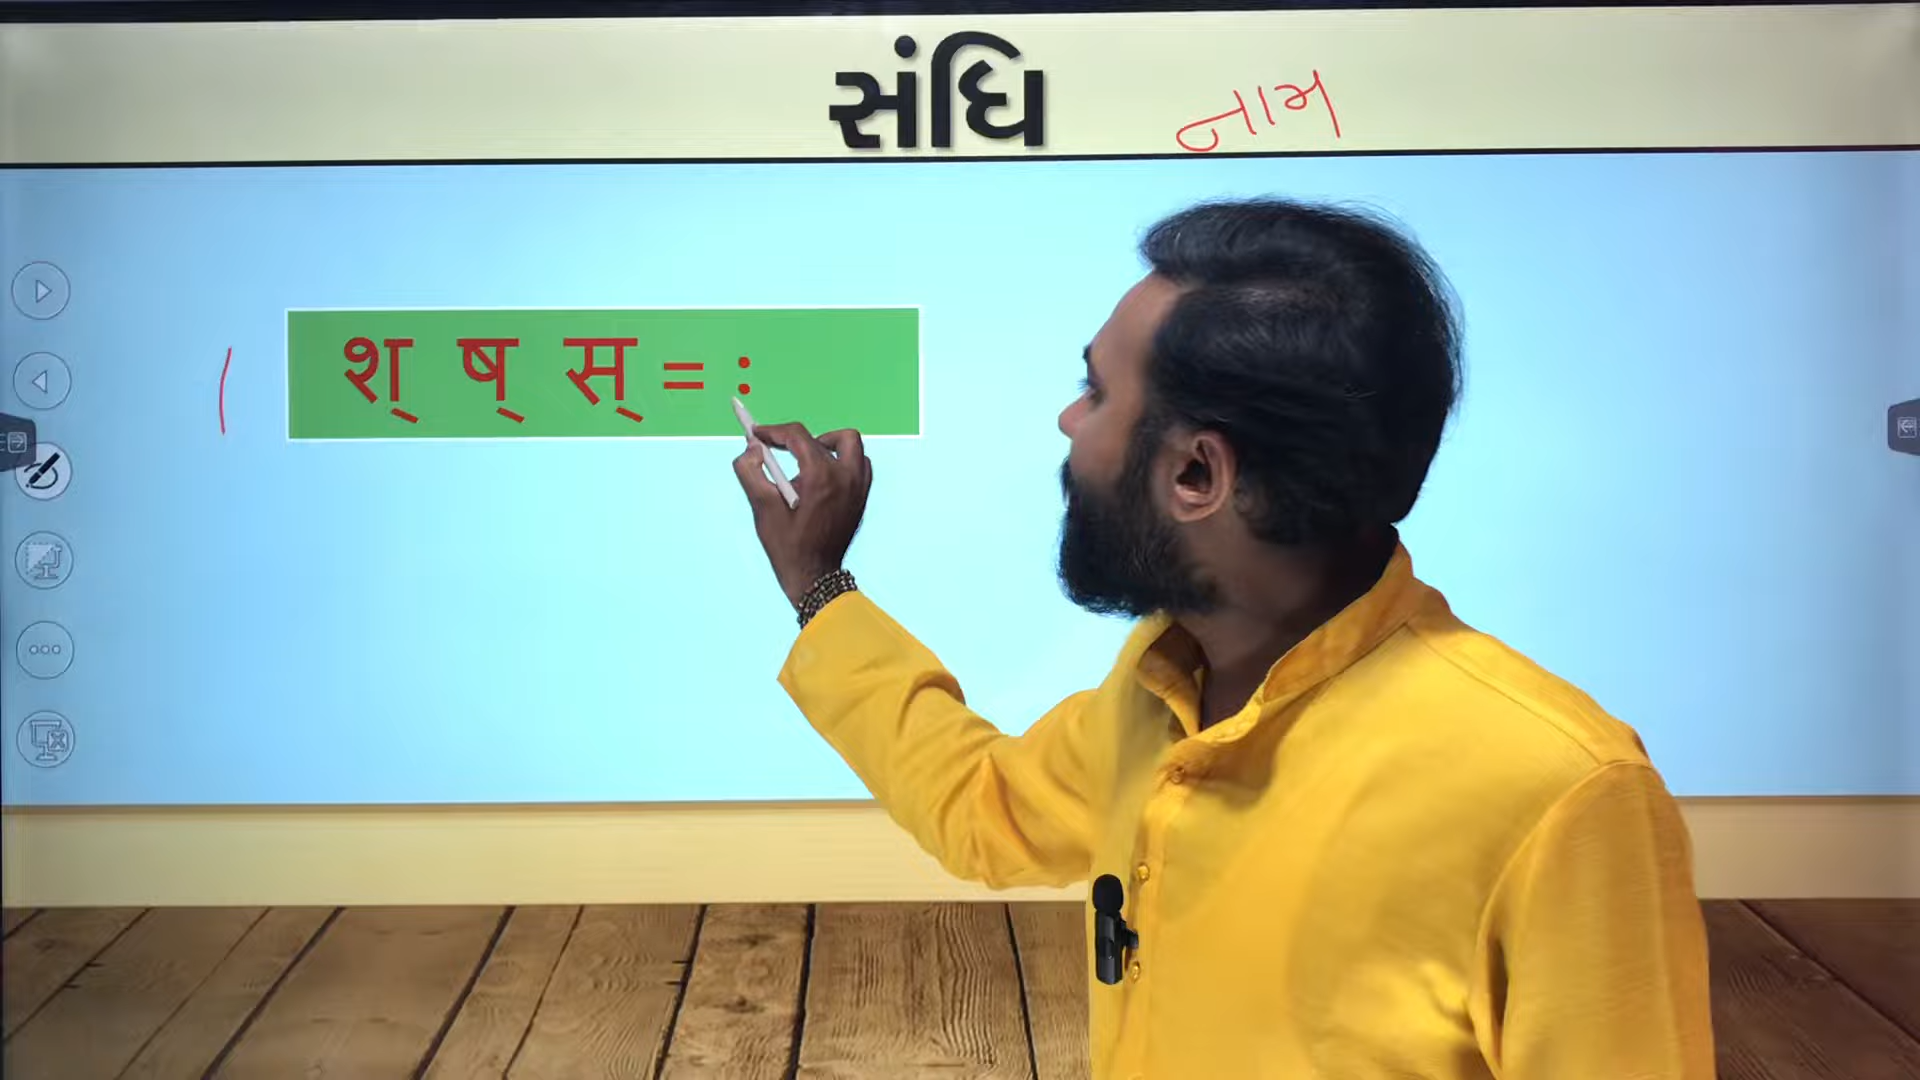 સંધિ
નામ
श् ष् स् = :